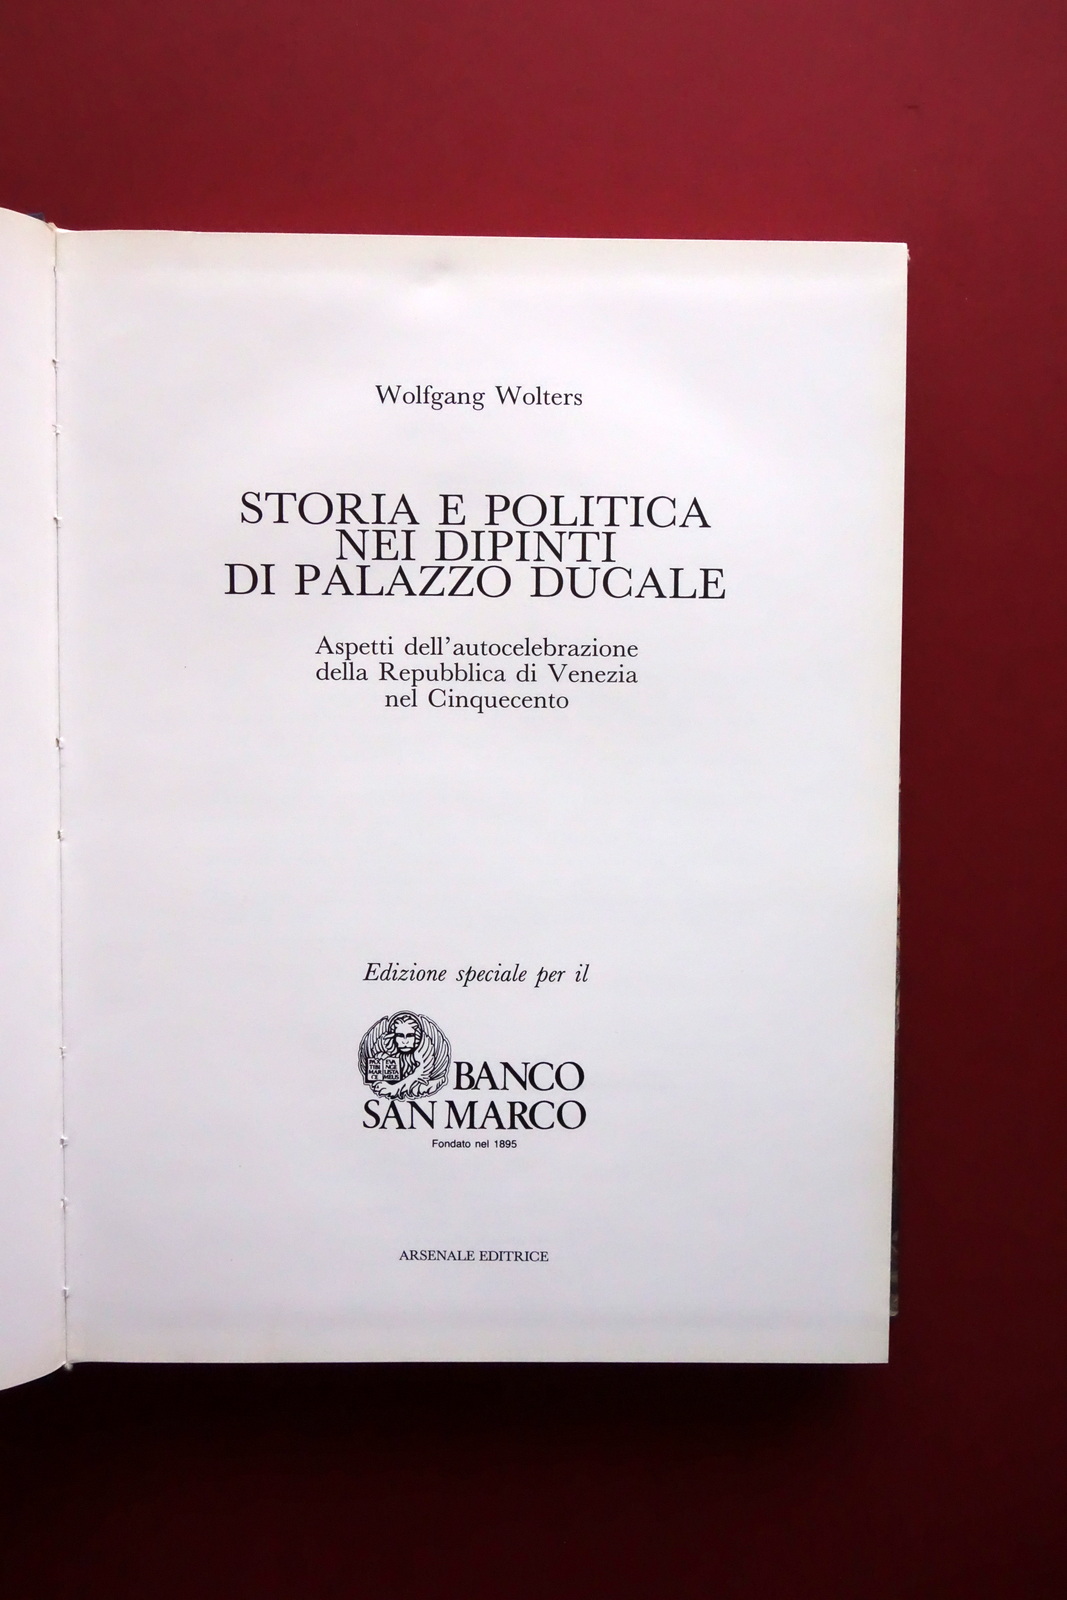 Wolfgang Wolters
STORIA E POLITICA
NEI DIPINTI
DI PALAZZO DUCALE
Aspetti dell'autocelebrazione
della Repubblica di Venezia
nel Cinquecento
Edizione speciale per il
BANCO
SAN MARCO
Fondato nel 1895
ARSENALE EDITRICE